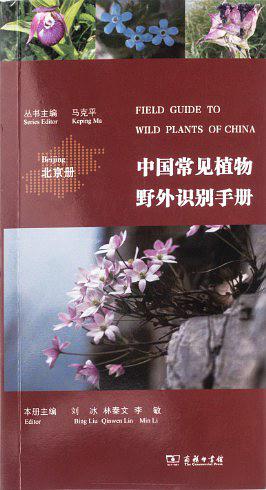 丛书主编 马克平
Series Editor Keping Ma
FIELD GUIDE TO
WILD PLANTS OF CHINA
Beijing
北京册
中国常见植物
野外识别手册
本册主编 刘 冰 林秦文 李 敏
Editor Bing Liu Qinwen Lin Min Li
商务印书馆
The Commercial Press